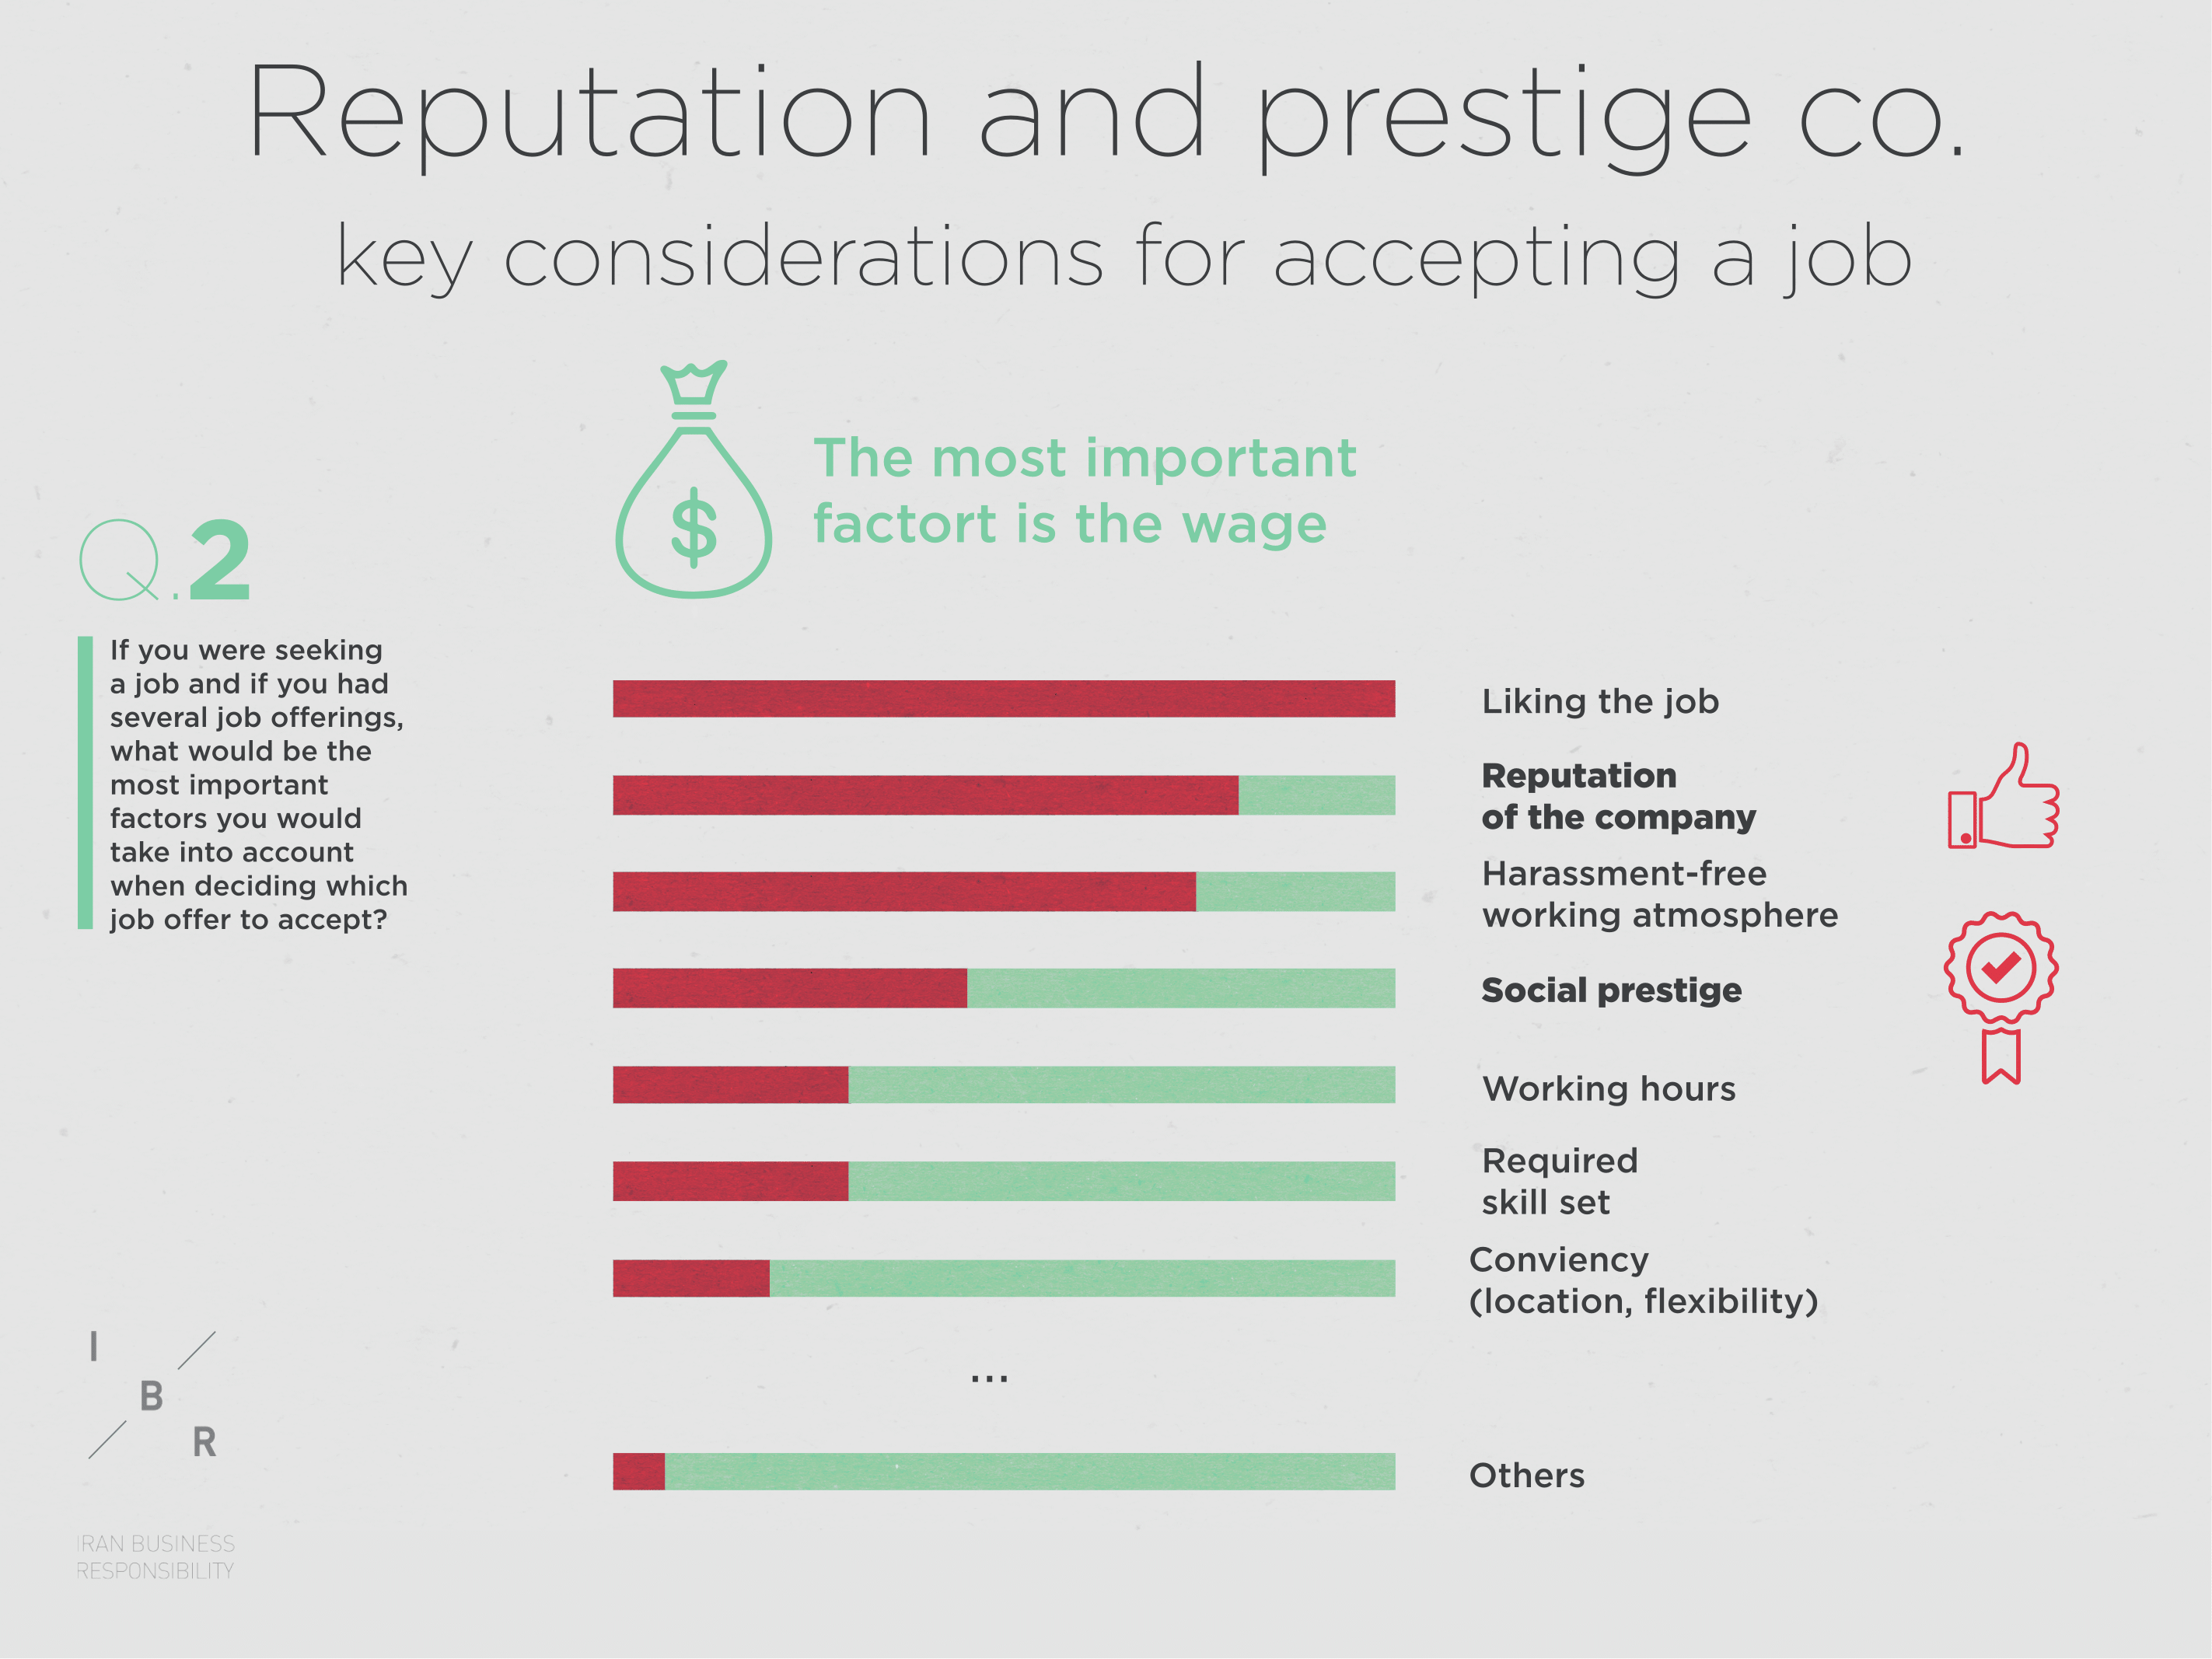 Reputation and prestige co.
key considerations for accepting a job
The most important
factort is the wage
$
Q.2
If you were seeking
a job and if you had
several job offerings,
what would be the
most important
factors you would
take into account
when deciding which
job offer to accept?
Liking the job
Reputation
of the company
Harassment-free
working atmosphere
Social prestige
Working hours
Required
skill set
Conviency
(location, flexibility)
...
Others
I
B
R
IRAN BUSINESS
RESPONSIBILITY